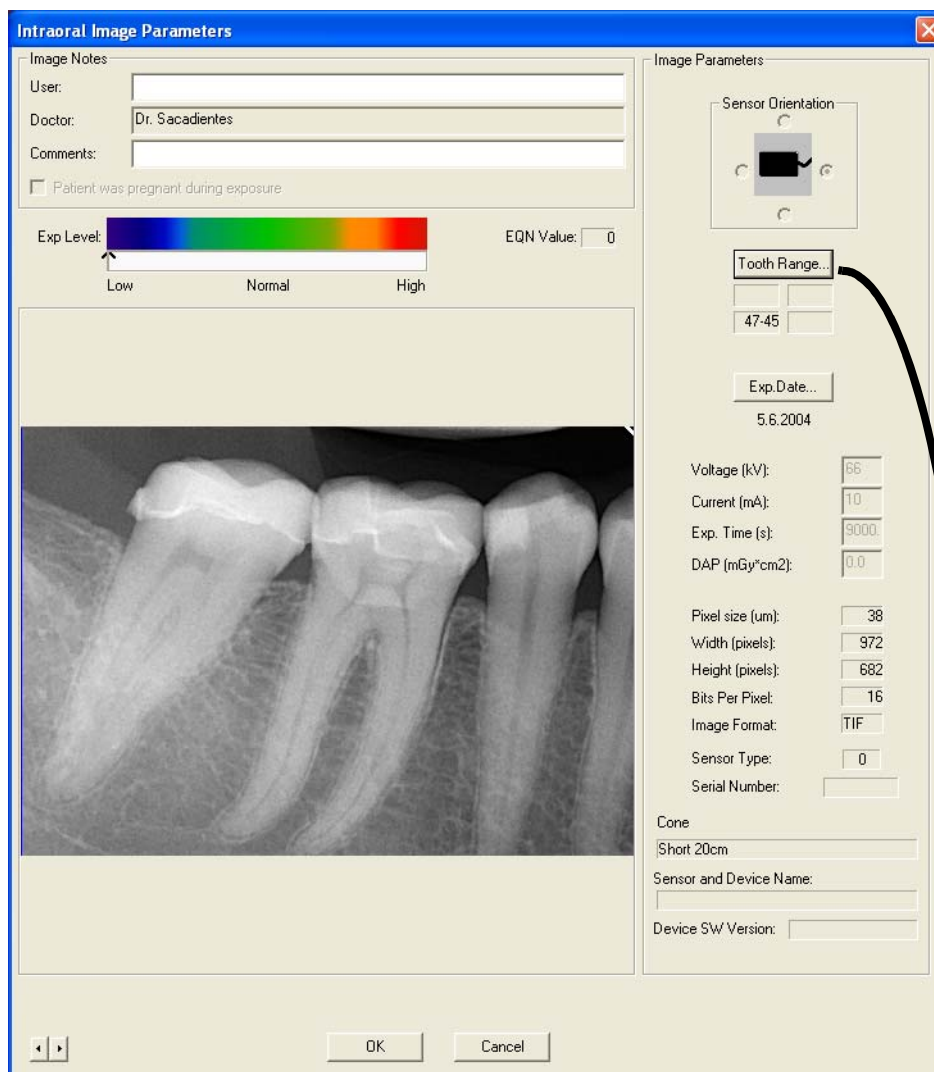 Intraoral Image Parameters
Image Notes
User:
Doctor: Dr. Sacadientes
Comments:
Patient was pregnant during exposure
Exp Level:
EQN Value: 0
Low Normal High
Image Parameters
Sensor Orientation
Tooth Range...
47-45
Exp.Date...
5.6.2004
Voltage (kV): 66
Current (mA): 10
Exp. Time (s): 9000.
DAP (mGy*cm2): 0.0
Pixel size (um): 38
Width (pixels): 972
Height (pixels): 682
Bits Per Pixel: 16
Image Format: TIF
Sensor Type: 0
Serial Number:
Cone
Short 20cm
Sensor and Device Name:
Device SW Version:
OK Cancel